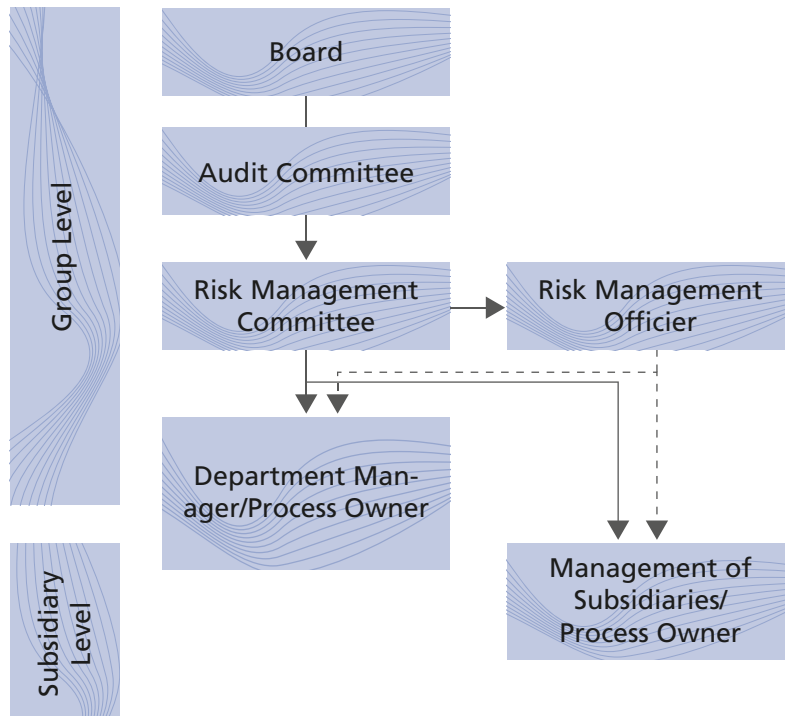 Group Level
Board
Audit Committee
Risk Management
Committee
Risk Management
Officier
Department Man-
ager/Process Owner
Subsidiary
Level
Management of
Subsidiaries/
Process Owner